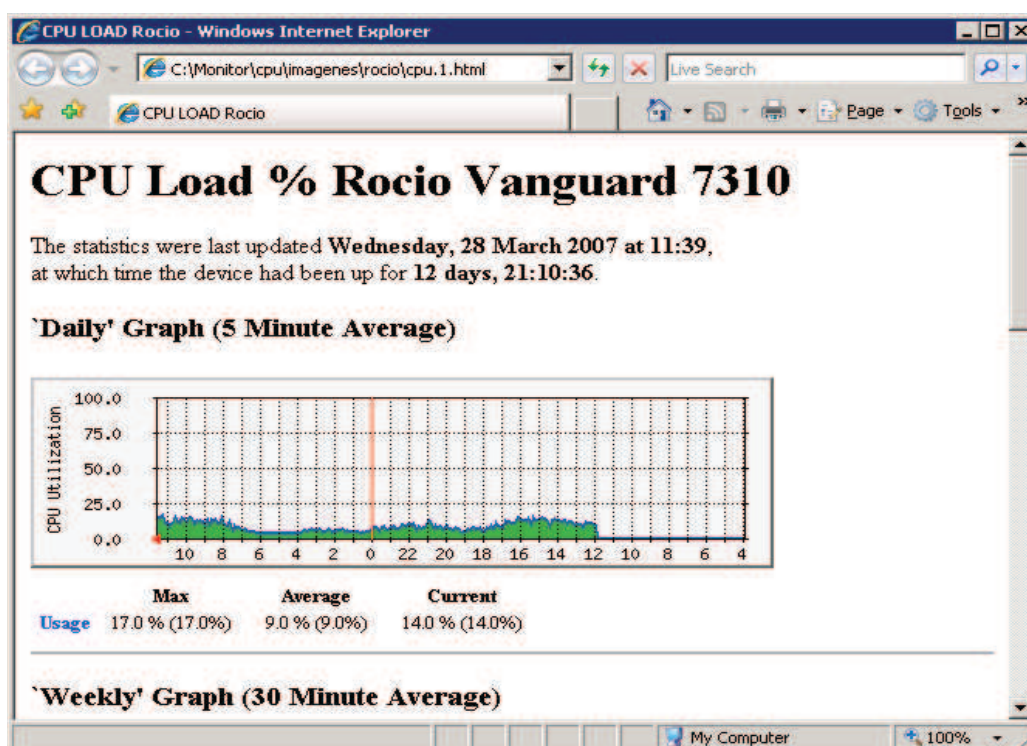 CPU LOAD Rocio - Windows Internet Explorer
C:\Monitor\cpu\imagenes\rocio\cpu.1.html
Live Search
CPU LOAD Rocio
Page
Tools
»
CPU Load % Rocio Vanguard 7310
The statistics were last updated Wednesday, 28 March 2007 at 11:39,
at which time the device had been up for 12 days, 21:10:36.
`Daily' Graph (5 Minute Average)
CPU Utilization
100.0
75.0
50.0
25.0
0.0
10 8 6 4 2 0 22 20 18 16 14 12 10 8 6 4
Max Average Current
Usage 17.0 % (17.0%) 9.0 % (9.0%) 14.0 % (14.0%)
`Weekly' Graph (30 Minute Average)
My Computer
100%